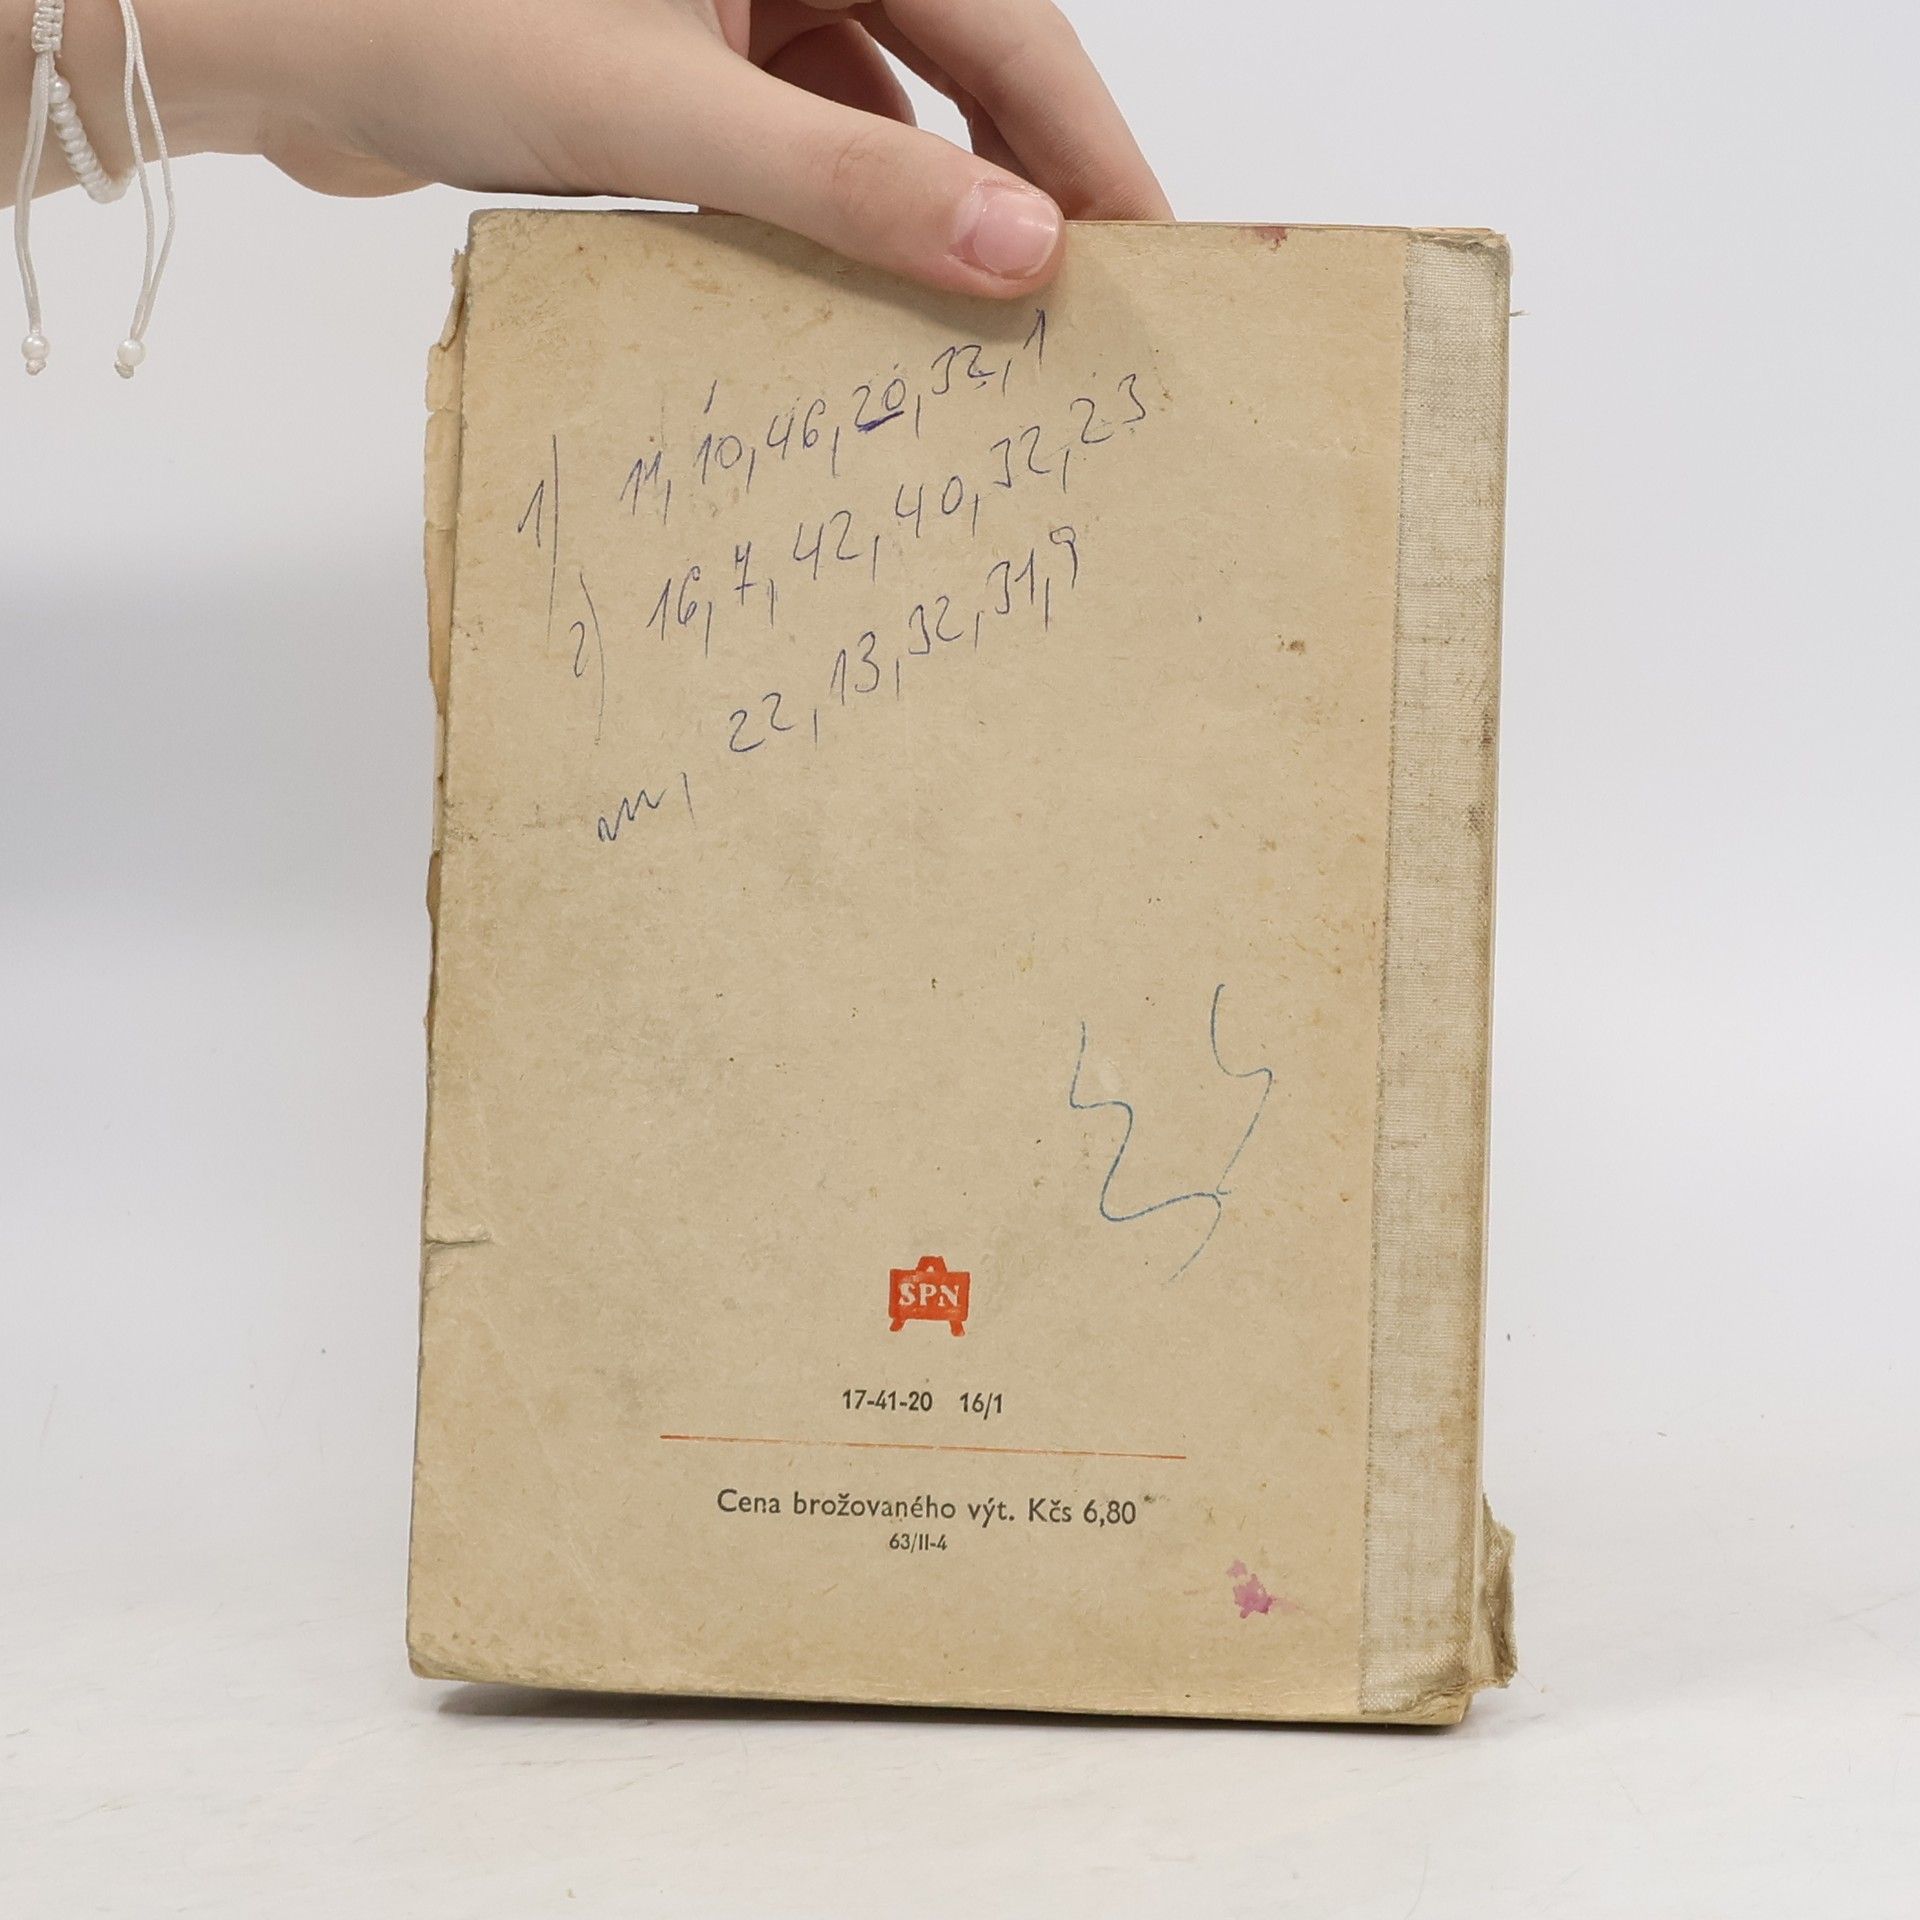 1) 11, 10, 46, 20, 32, 1
2) 16, 7, 42, 40, 32, 23
22, 13, 32, 31, 9
SPN
17-41-20 16/1
Cena brožovaného výt. Kčs 6,80
63/II-4